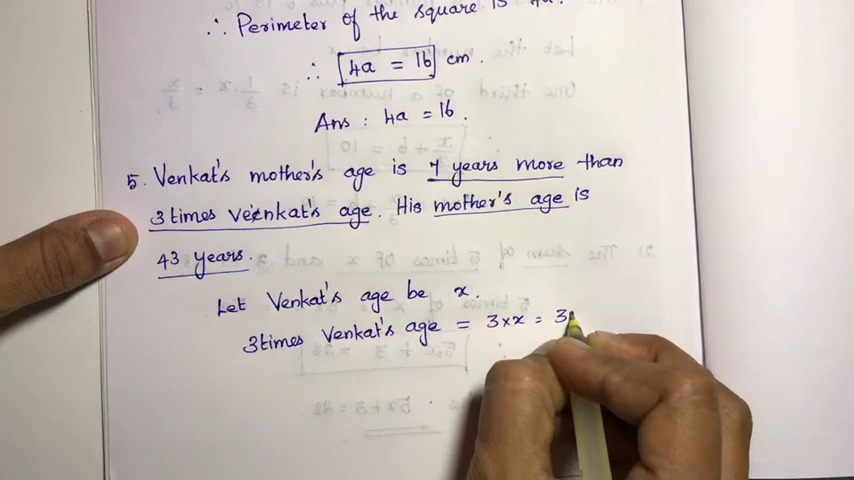 ∴ Perimeter of the square is 4a.
∴ 4a = 16 cm.
Ans : 4a = 16.
5. Venkat's mother's age is 7 years more than
3 times venkat's age. His mother's age is
43 years.
Let Venkat's age be x.
3times Venkat's age = 3×x = 3